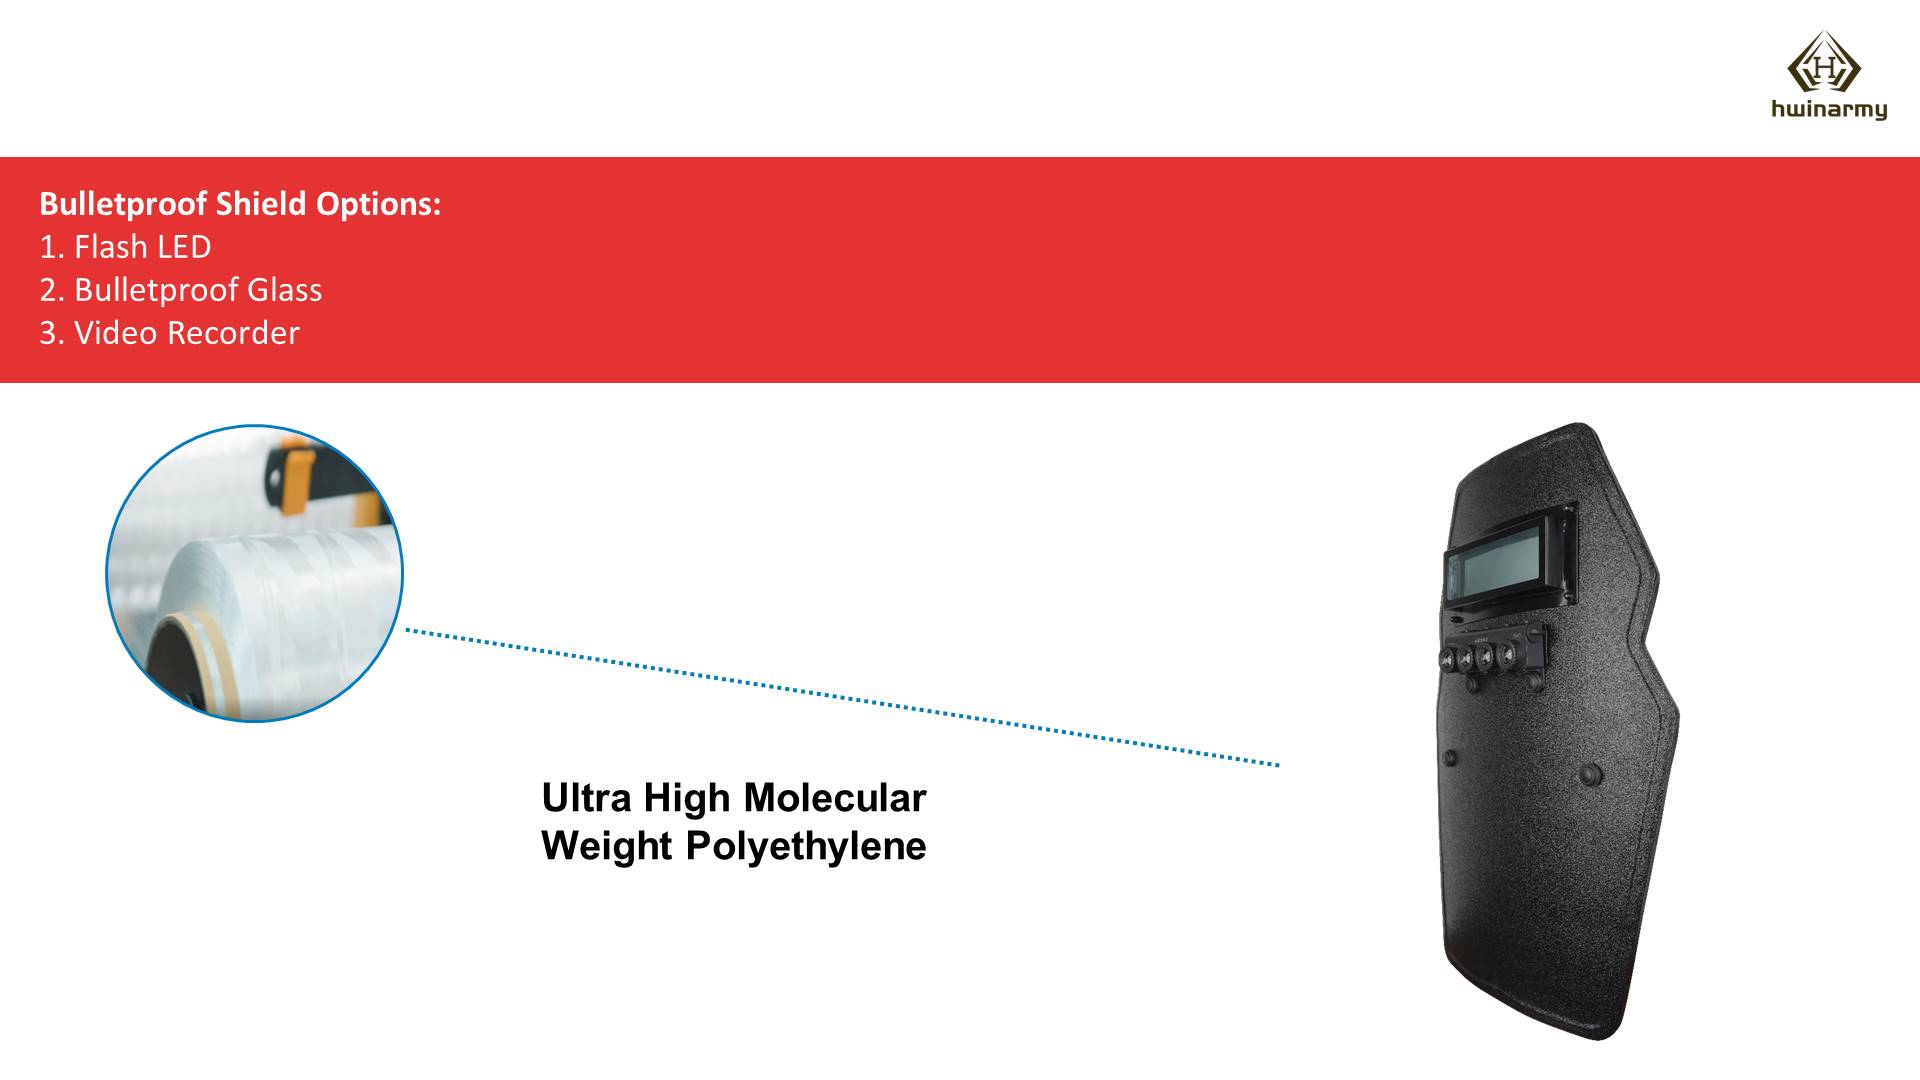 hwinarmy
Bulletproof Shield Options:
1. Flash LED
2. Bulletproof Glass
3. Video Recorder
Ultra High Molecular
Weight Polyethylene